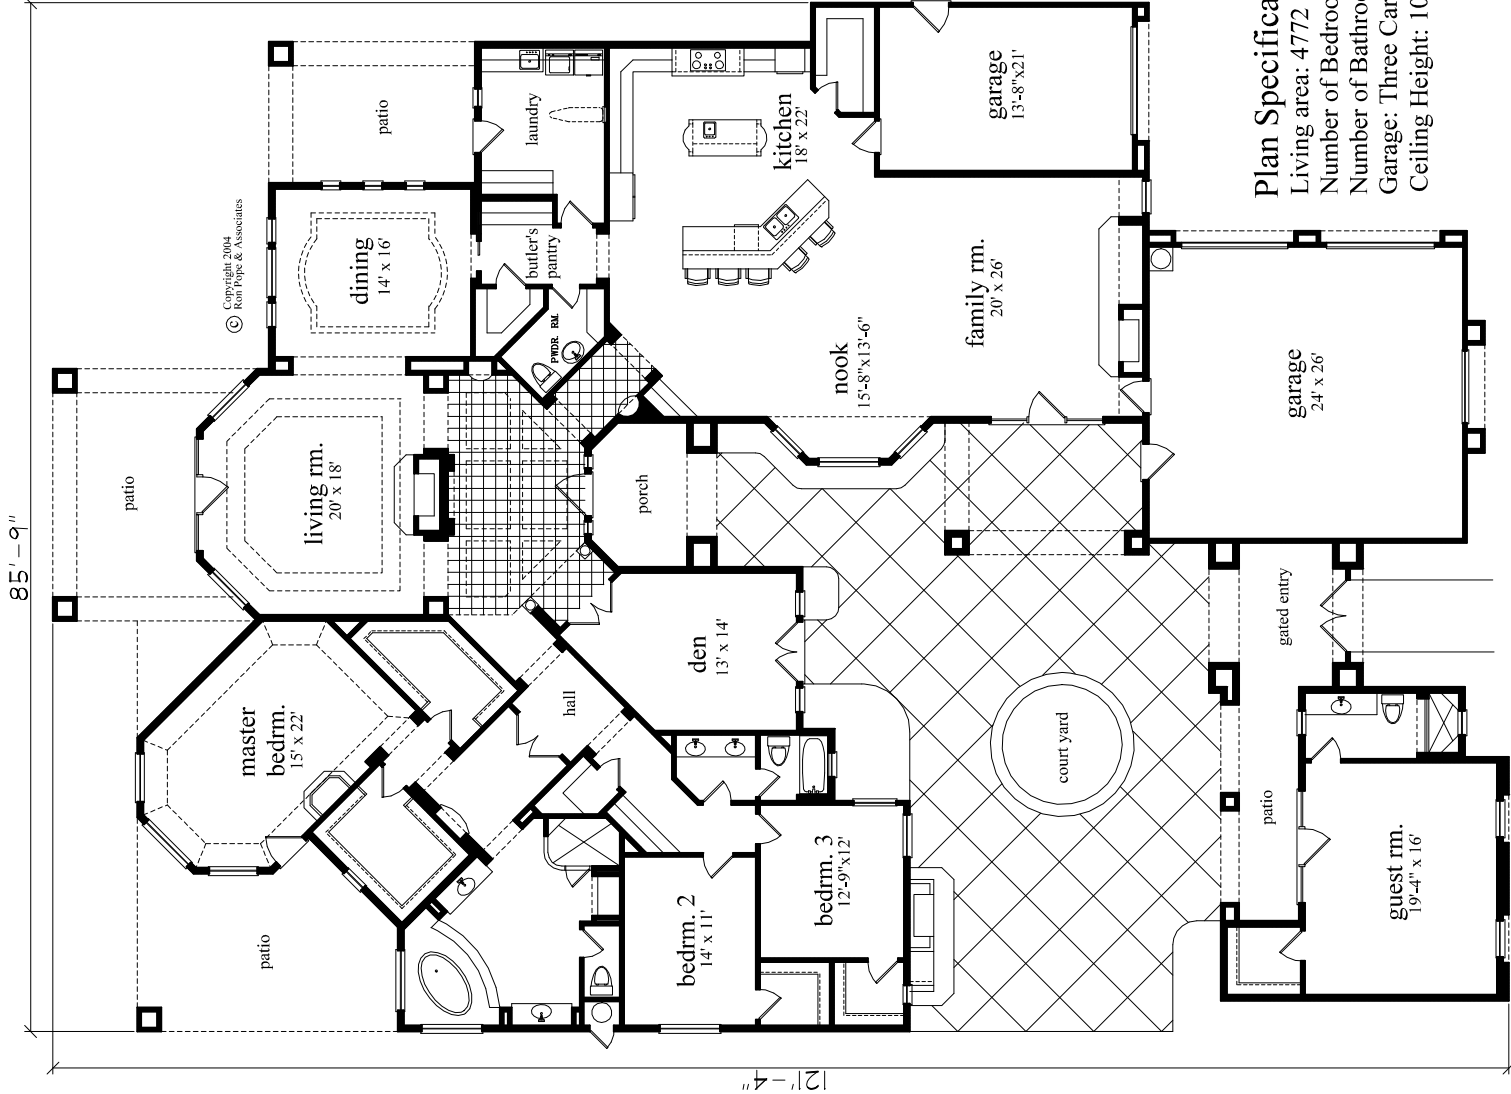 85'-9"
121'-4"
© Copyright 2004
Ron Pope & Associates
patio
patio
patio
laundry
dining
14' x 16'
butler's
pantry
PWDR. RM.
kitchen
18' x 22'
garage
13'-8"x21'
living rm.
20' x 18'
nook
15'-8"x13'-6"
family rm.
20' x 26'
garage
24' x 26'
porch
master
bedrm.
15' x 22'
hall
den
13' x 14'
court yard
gated entry
patio
bedrm. 2
14' x 11'
bedrm. 3
12'-9"x12'
guest rm.
19'-4" x 16'
Plan Specifica
Living area: 4772
Number of Bedroo
Number of Bathroo
Garage: Three Car
Ceiling Height: 10